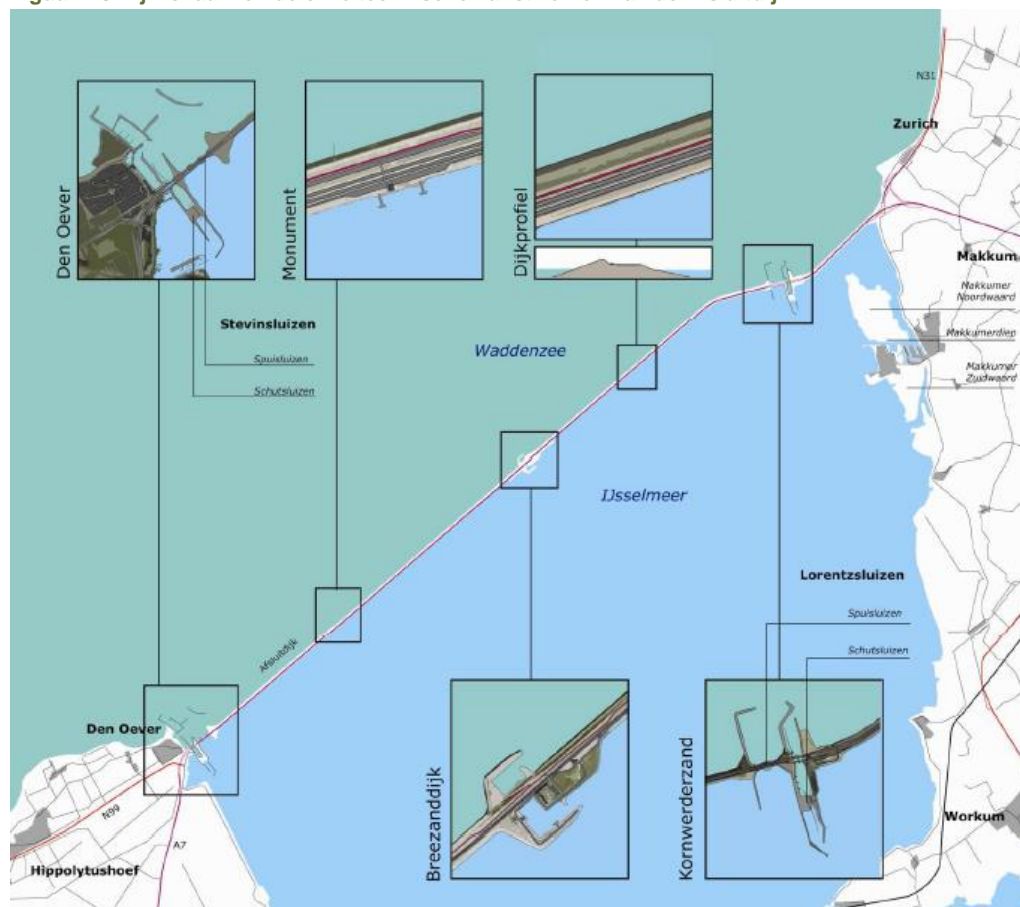 N31
Zurich
Den Oever
Monument
Dijkprofiel
Makkum
Makkumer
Noordwaard
Stevinsluizen
Makkumerdiep
Waddenzee
Spuisluizen
Makkumer
Zuidwaard
Schutsluizen
IJsselmeer
Lorentzsluizen
Spuisluizen
Afsluitdijk
Schutsluizen
Den Oever
Breezanddijk
Kornwerderzand
N99
A7
Workum
Hippolytushoef